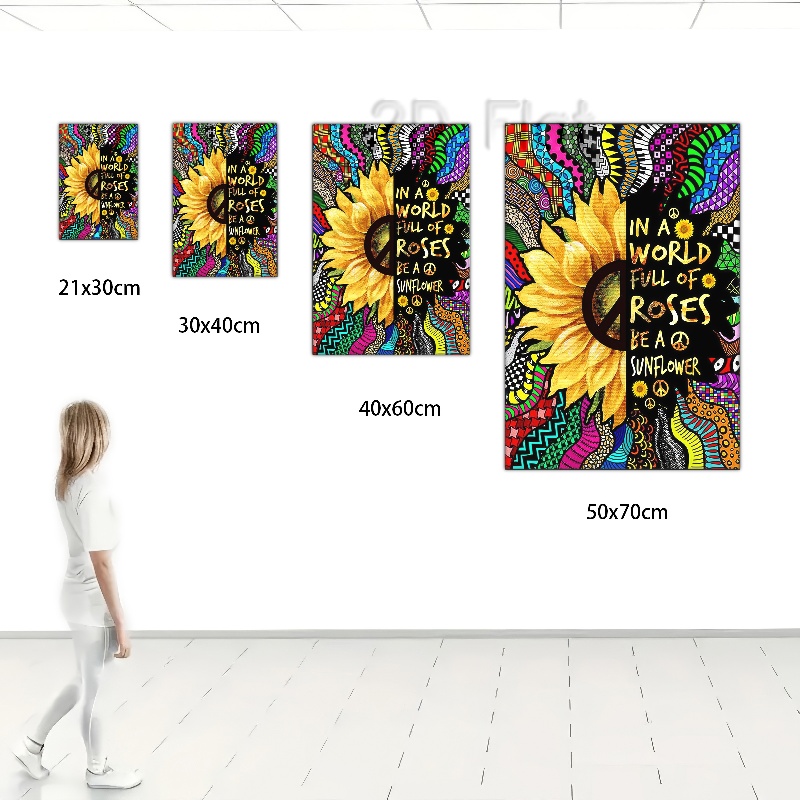 2D Flat
IN A
WORLD
FULL OF
ROSES
BE A
SUNFLOWER
21x30cm
IN A
WORLD
FULL OF
ROSES
BE A
SUNFLOWER
30x40cm
IN A
WORLD
FULL OF
ROSES
BE A
SUNFLOWER
40x60cm
IN A
WORLD
FULL OF
ROSES
BE A
SUNFLOWER
50x70cm